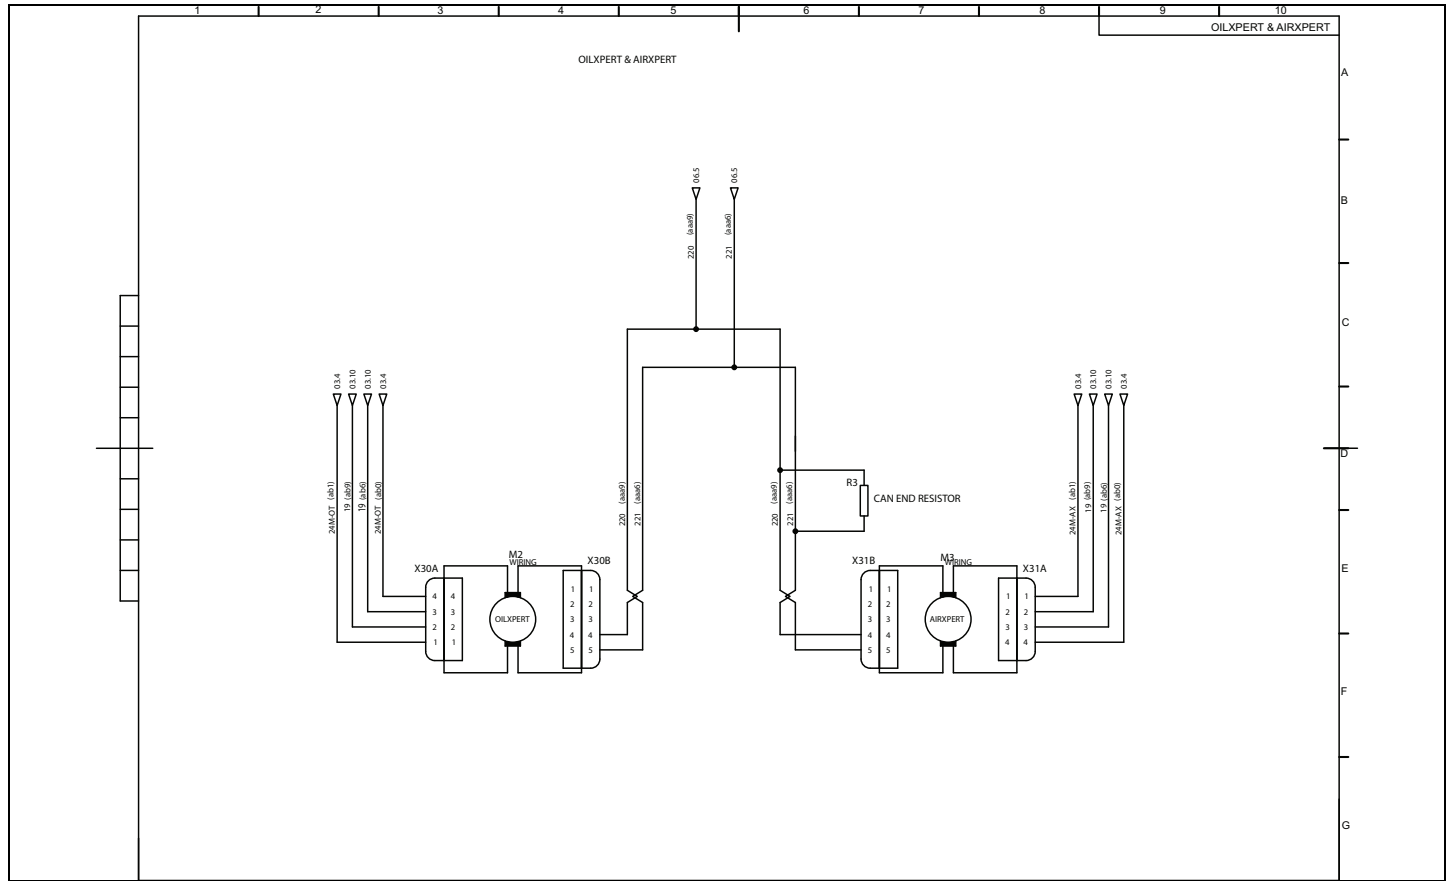 1 2 3 4 5 6 7 8 9 10
OILXPERT & AIRXPERT
OILXPERT & AIRXPERT
A
B
C
D
E
F
G
06.5
06.5
220 (aaa9)
221 (aaa6)
03.4
03.10
03.10
03.4
24M-OT (ab1)
19 (ab9)
19 (ab6)
24M-OT (ab0)
220 (aaa9)
221 (aaa6)
220 (aaa9)
221 (aaa6)
R3
CAN END RESISTOR
03.4
03.10
03.10
03.4
24M-AX (ab1)
19 (ab9)
19 (ab6)
24M-AX (ab0)
X30A
M2
WIRING
X30B
4 4
3 3
2 2
1 1
OILXPERT
1 1
2 2
3 3
4 4
5 5
X31B
M3
WIRING
X31A
1 1
2 2
3 3
4 4
5 5
AIRXPERT
1 1
2 2
3 3
4 4